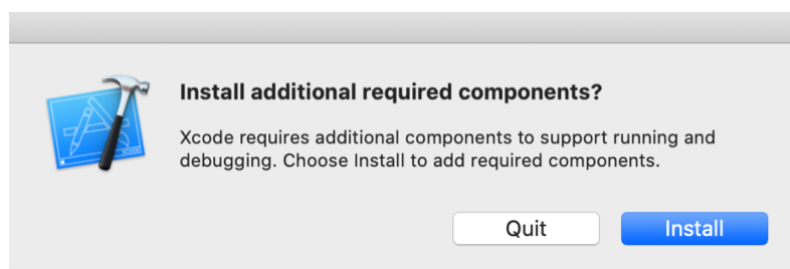 Install additional required components?
Xcode requires additional components to support running and
debugging. Choose Install to add required components.
Quit
Install